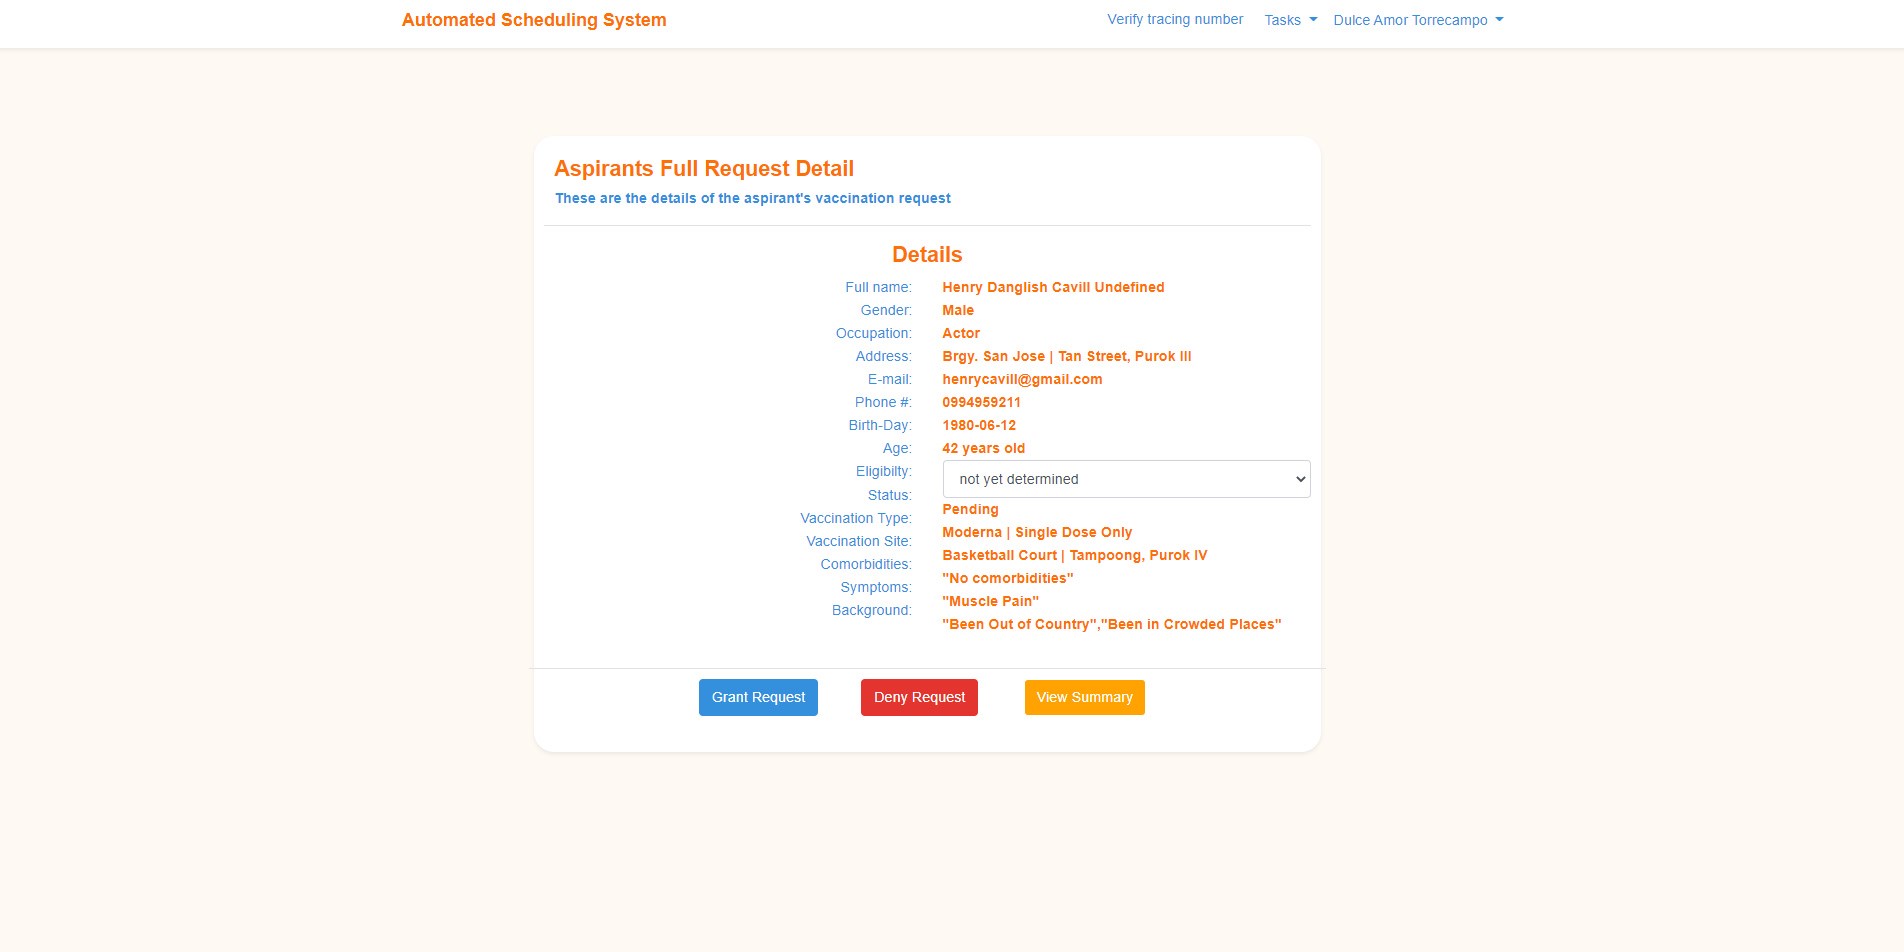 Automated Scheduling System
Verify tracing number Tasks Dulce Amor Torrecampo
Aspirants Full Request Detail
These are the details of the aspirant's vaccination request
Details
Full name: Henry Danglish Cavill Undefined
Gender: Male
Occupation: Actor
Address: Brgy. San Jose | Tan Street, Purok III
E-mail: henrycavill@gmail.com
Phone #: 0994959211
Birth-Day: 1980-06-12
Age: 42 years old
Eligibilty: not yet determined
Status: Pending
Vaccination Type: Moderna | Single Dose Only
Vaccination Site: Basketball Court | Tampoong, Purok IV
Comorbidities: "No comorbidities"
Symptoms: "Muscle Pain"
Background: "Been Out of Country","Been in Crowded Places"
Grant Request Deny Request View Summary